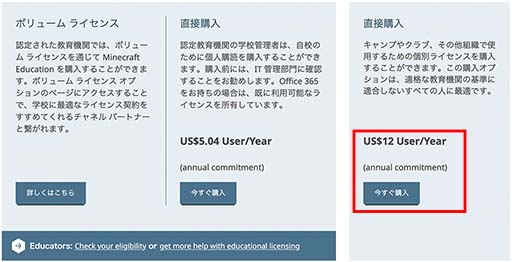 ボリューム ライセンス
認定された教育機関では、ボリュー
ム ライセンスを通じて Minecraft
Education を購入することができま
す。ボリューム ライセンス オプ
ションのページにアクセスすること
で、学校に最適なライセンス契約を
すすめてくれるチャネル パートナー
と繋がれます。
詳しくはこちら
直接購入
認定教育機関の学校管理者は、自校の
ために個人購読を購入することができ
ます。購入前には、IT 管理部門に確認
することをお勧めします。Office 365
をお持ちの場合は、既に利用可能なラ
イセンスを所有しています。
US$5.04 User/Year
(annual commitment)
今すぐ購入
Educators: Check your eligibility or get more help with educational licensing
直接購入
キャンプやクラブ、その他組織で使
用するための個別ライセンスを購入
することができます。この購入オプ
ションは、適格な教育機関の基準に
適合しないすべての人に最適です。
US$12 User/Year
(annual commitment)
今すぐ購入